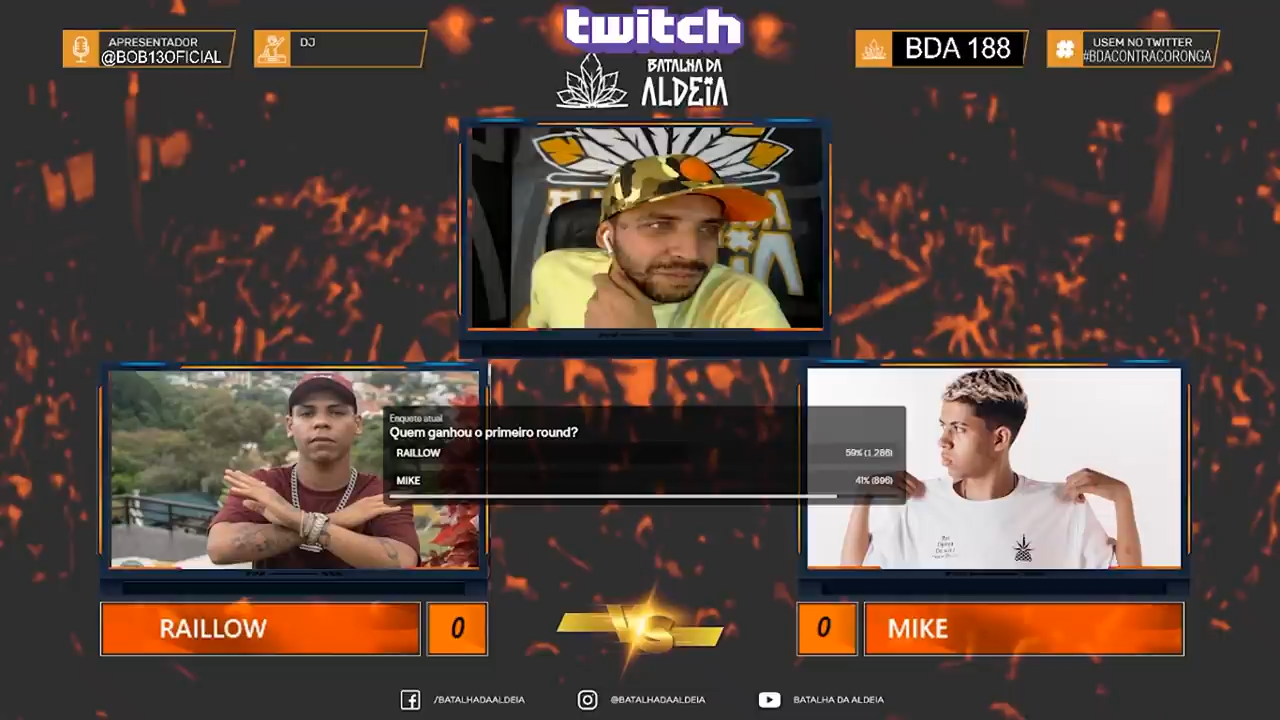 twitch
APRESENTADOR
@BOB13OFICIAL
DJ
BDA 188
USEM NO TWITTER
#BDACONTRACORONGA
BATALHA DA
ALDEIA
Enquete atual
Quem ganhou o primeiro round?
RAILLOW
59% (1.286)
MIKE
41% (896)
RAILLOW
0
VS
0
MIKE
/BATALHADAALDEIA
@BATALHADAALDEIA
BATALHA DA ALDEIA